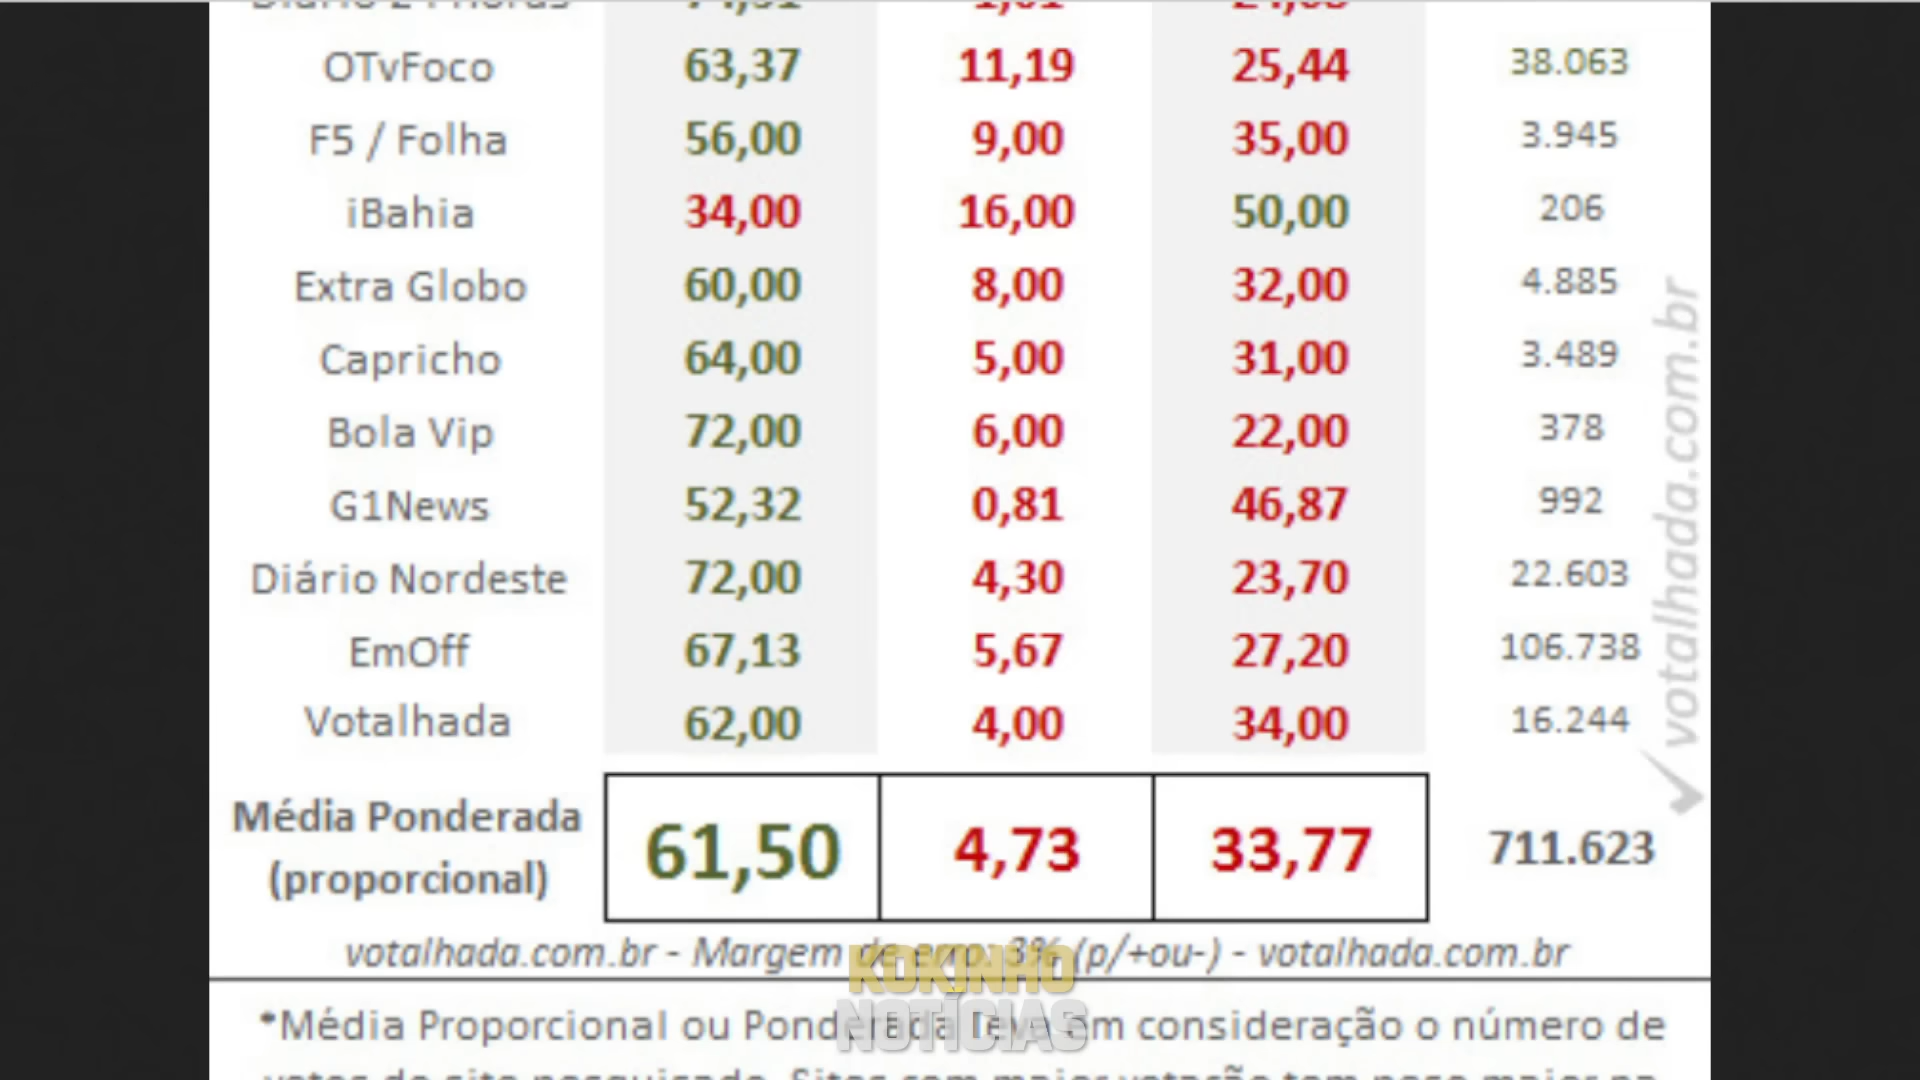 OTvFoco 63,37 11,19 25,44 38.063
F5 / Folha 56,00 9,00 35,00 3.945
iBahia 34,00 16,00 50,00 206
Extra Globo 60,00 8,00 32,00 4.885
Capricho 64,00 5,00 31,00 3.489
Bola Vip 72,00 6,00 22,00 378
G1News 52,32 0,81 46,87 992
Diário Nordeste 72,00 4,30 23,70 22.603
EmOff 67,13 5,67 27,20 106.738
Votalhada 62,00 4,00 34,00 16.244
votalhada.com.br
Média Ponderada
(proporcional) 61,50 4,73 33,77 711.623
votalhada.com.br - Margem de erro: 3% (p/+ou-) - votalhada.com.br
KOKINHO
NOTÍCIAS
*Média Proporcional ou Ponderada leva em consideração o número de